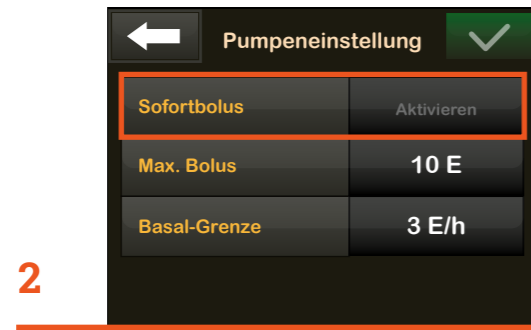 Pumpeneinstellung
Sofortbolus Aktivieren
Max. Bolus 10 E
Basal-Grenze 3 E/h
2